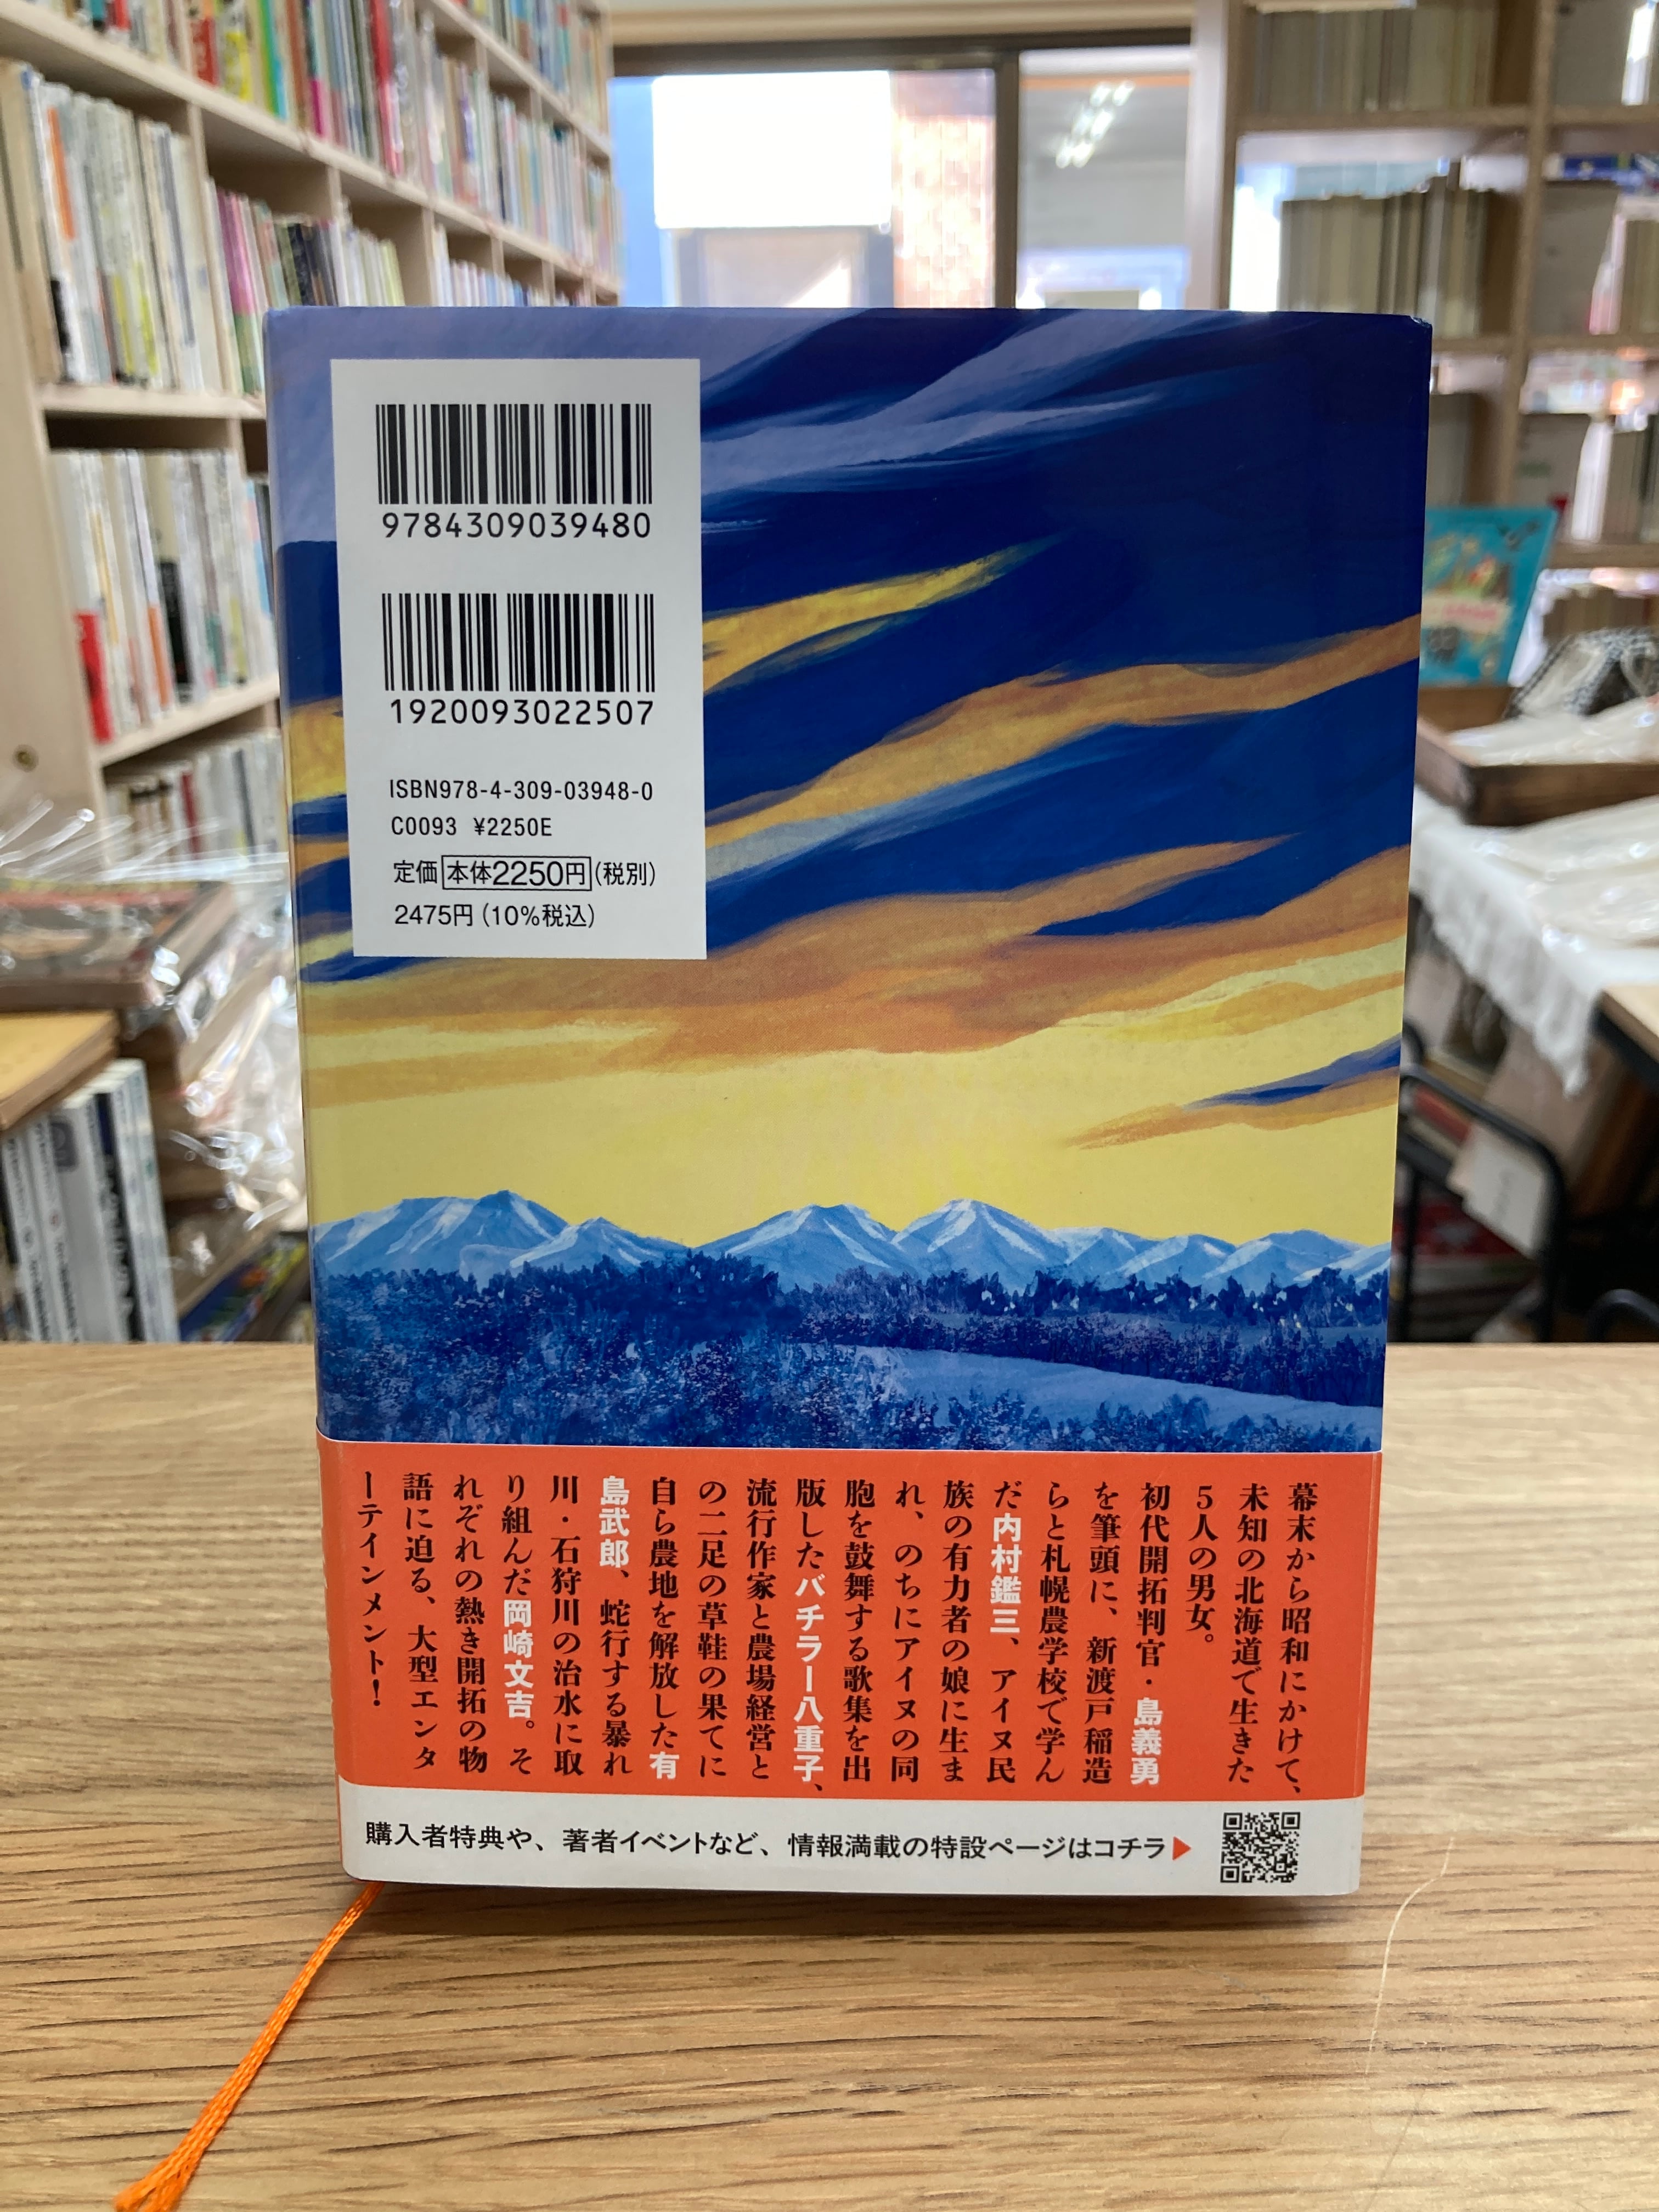 9784309039480
1920093022507
ISBN978-4-309-03948-0
C0093 ¥2250E
定価 本体2250円 (税別)
2475円 (10%税込)
幕末から昭和にかけて、
未知の北海道で生きた
5人の男女。
初代開拓判官・島義勇
を筆頭に、新渡戸稲造
らと札幌農学校で学ん
だ内村鑑三、アイヌ民
族の有力者の娘に生ま
れ、のちにアイヌの同
胞を鼓舞する歌集を出
版したバチラー八重子、
流行作家と農場経営と
の二足の草鞋の果てに
自ら農地を解放した有
島武郎、蛇行する暴れ
川・石狩川の治水に取
り組んだ岡崎文吉。そ
れぞれの熱き開拓の物
語に迫る、大型エンタ
ーテインメント!
購入者特典や、著者イベントなど、情報満載の特設ページはコチラ▶